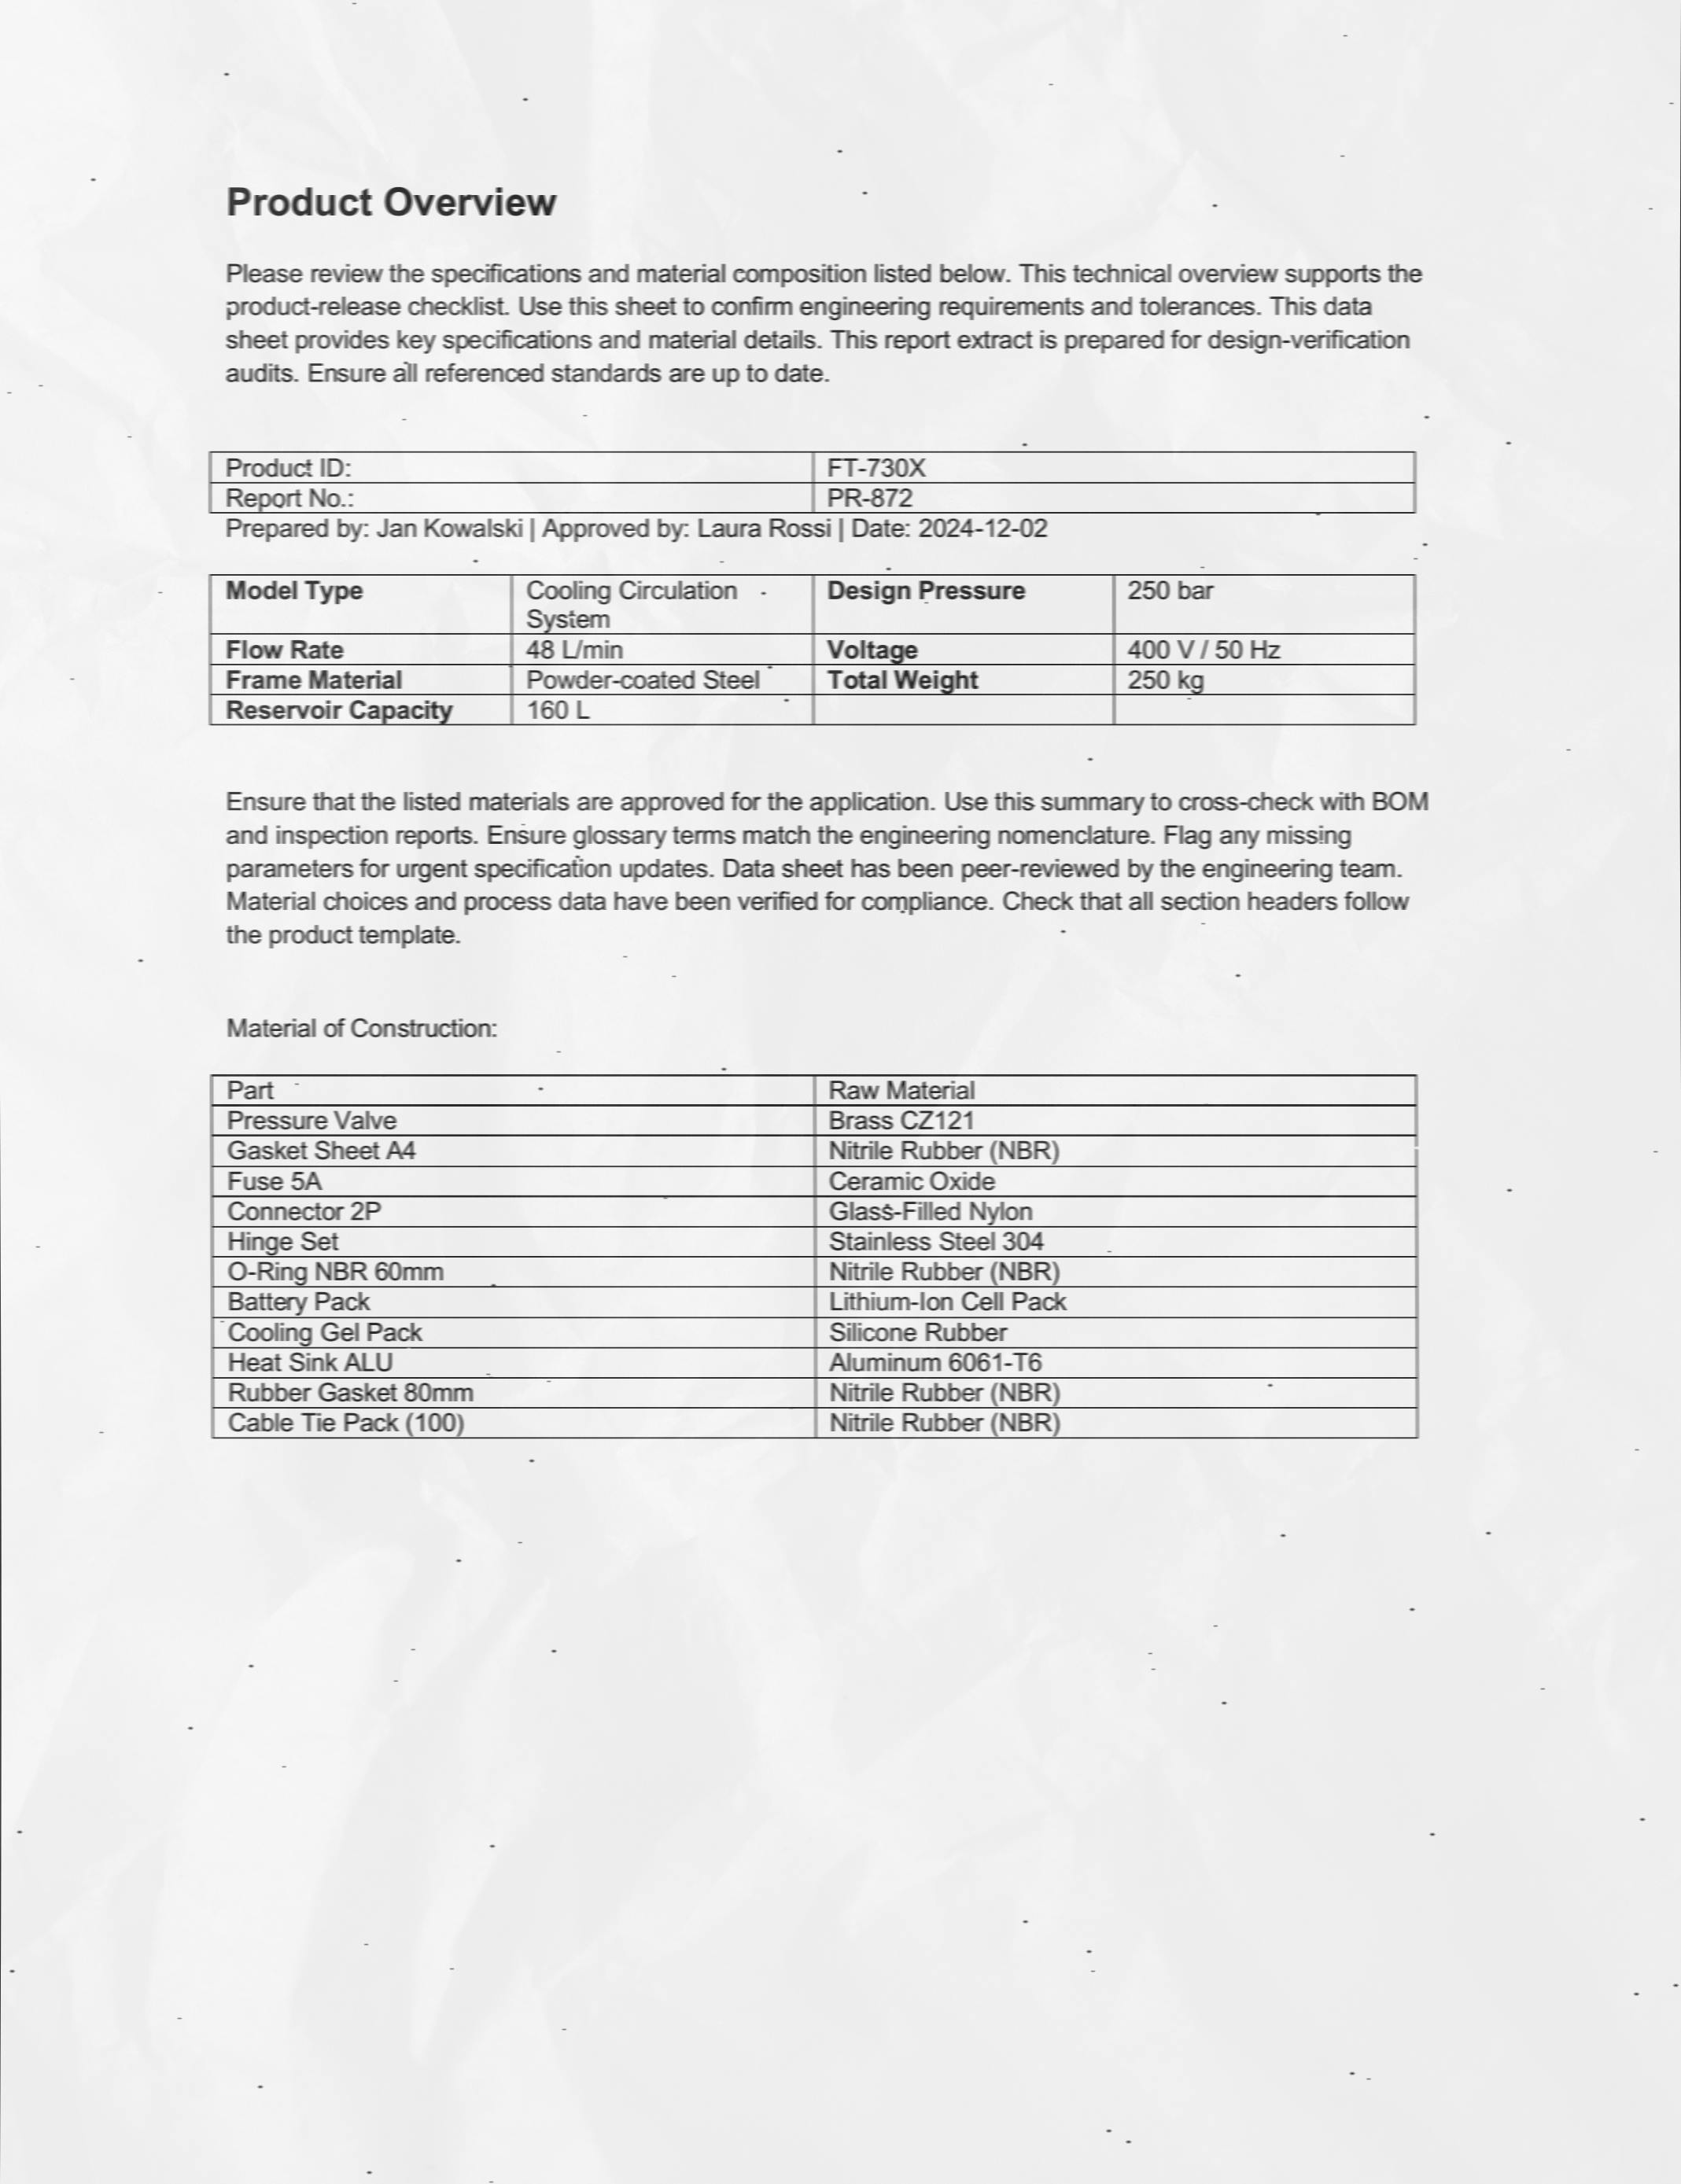 Product Overview
Please review the specifications and material composition listed below. This technical overview supports the
product-release checklist. Use this sheet to confirm engineering requirements and tolerances. This data
sheet provides key specifications and material details. This report extract is prepared for design-verification
audits. Ensure all referenced standards are up to date.
Product ID: FT-730X
Report No.: PR-872
Prepared by: Jan Kowalski | Approved by: Laura Rossi | Date: 2024-12-02
Model Type Cooling Circulation Design Pressure 250 bar
System
Flow Rate 48 L/min Voltage 400 V / 50 Hz
Frame Material Powder-coated Steel Total Weight 250 kg
Reservoir Capacity 160 L
Ensure that the listed materials are approved for the application. Use this summary to cross-check with BOM
and inspection reports. Ensure glossary terms match the engineering nomenclature. Flag any missing
parameters for urgent specification updates. Data sheet has been peer-reviewed by the engineering team.
Material choices and process data have been verified for compliance. Check that all section headers follow
the product template.
Material of Construction:
Part Raw Material
Pressure Valve Brass CZ121
Gasket Sheet A4 Nitrile Rubber (NBR)
Fuse 5A Ceramic Oxide
Connector 2P Glass-Filled Nylon
Hinge Set Stainless Steel 304
O-Ring NBR 60mm Nitrile Rubber (NBR)
Battery Pack Lithium-Ion Cell Pack
Cooling Gel Pack Silicone Rubber
Heat Sink ALU Aluminum 6061-T6
Rubber Gasket 80mm Nitrile Rubber (NBR)
Cable Tie Pack (100) Nitrile Rubber (NBR)